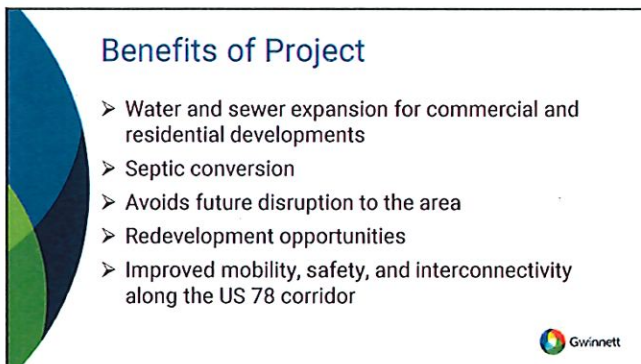 Benefits of Project
➢ Water and sewer expansion for commercial and
residential developments
➢ Septic conversion
➢ Avoids future disruption to the area
➢ Redevelopment opportunities
➢ Improved mobility, safety, and interconnectivity
along the US 78 corridor
Gwinnett